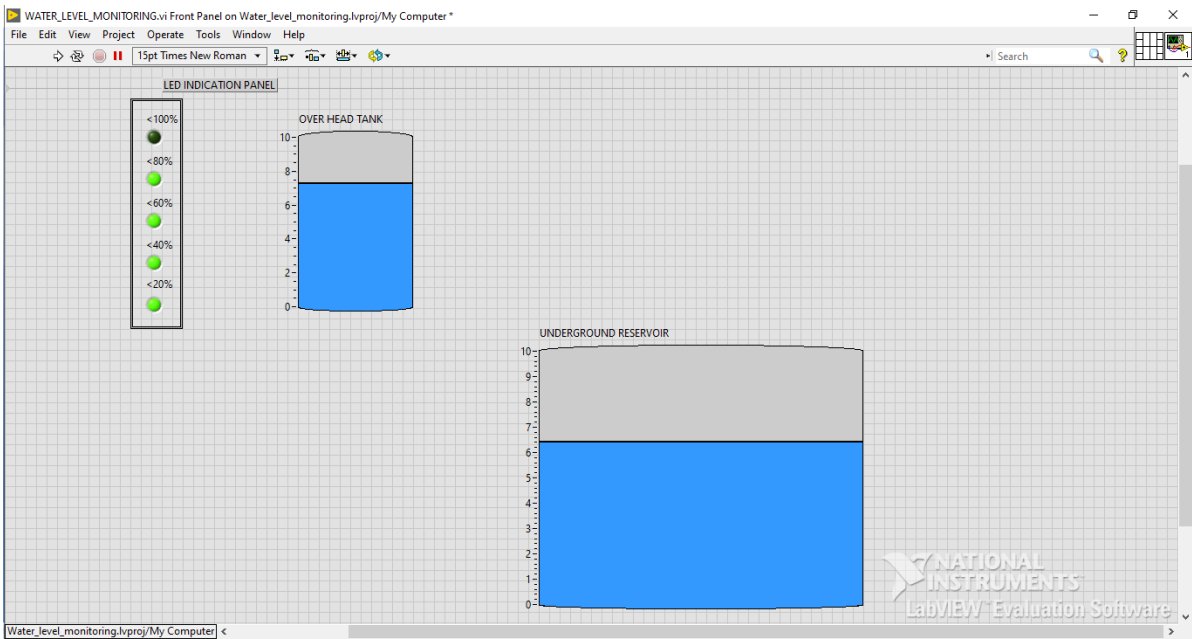 WATER_LEVEL_MONITORING.vi Front Panel on Water_level_monitoring.lvproj/My Computer *
File Edit View Project Operate Tools Window Help
15pt Times New Roman
Search
?
1
LED INDICATION PANEL
<100%
<80%
<60%
<40%
<20%
OVER HEAD TANK
10
8
6
4
2
0
UNDERGROUND RESERVOIR
10
9
8
7
6
5
4
3
2
1
0
NATIONAL
INSTRUMENTS
LabVIEW™ Evaluation Software
Water_level_monitoring.lvproj/My Computer